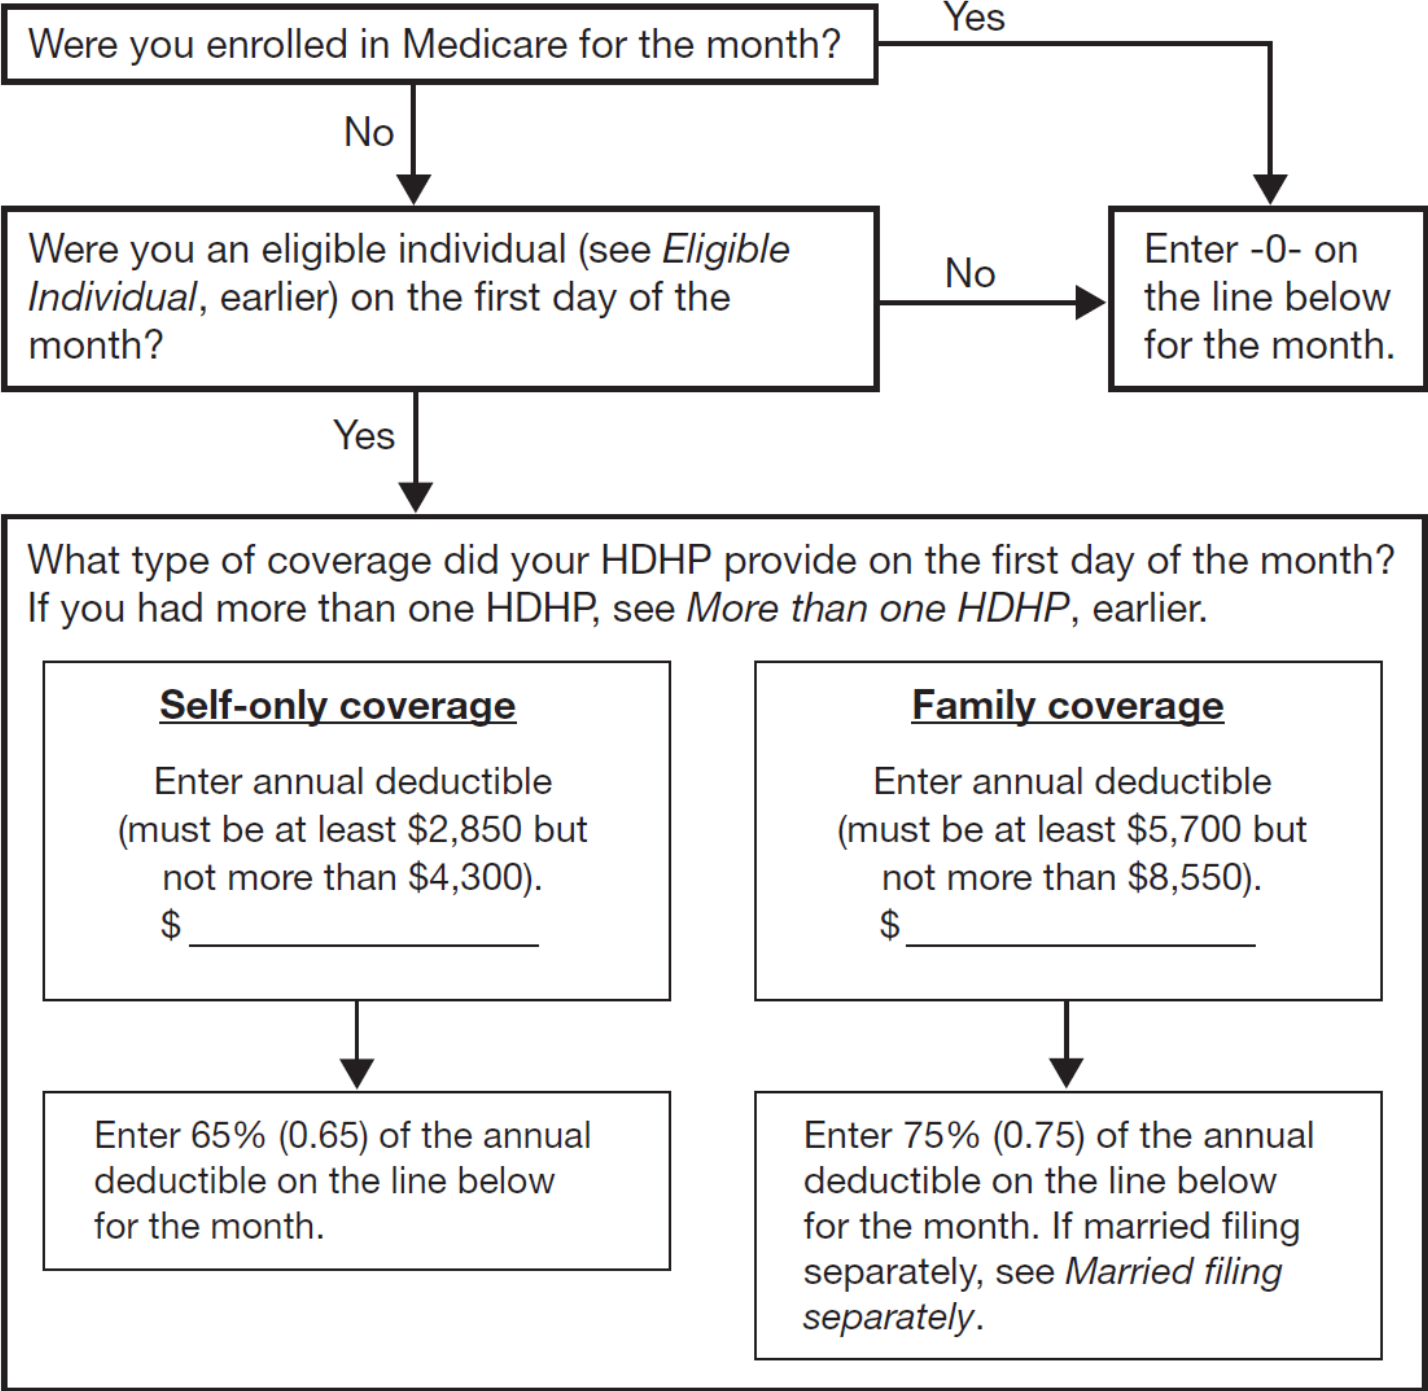 Were you enrolled in Medicare for the month?
Yes
No
Were you an eligible individual (see Eligible
Individual, earlier) on the first day of the
month?
No
Enter -0- on
the line below
for the month.
Yes
What type of coverage did your HDHP provide on the first day of the month?
If you had more than one HDHP, see More than one HDHP, earlier.
Self-only coverage
Enter annual deductible
(must be at least $2,850 but
not more than $4,300).
$
Family coverage
Enter annual deductible
(must be at least $5,700 but
not more than $8,550).
$
Enter 65% (0.65) of the annual
deductible on the line below
for the month.
Enter 75% (0.75) of the annual
deductible on the line below
for the month. If married filing
separately, see Married filing
separately.